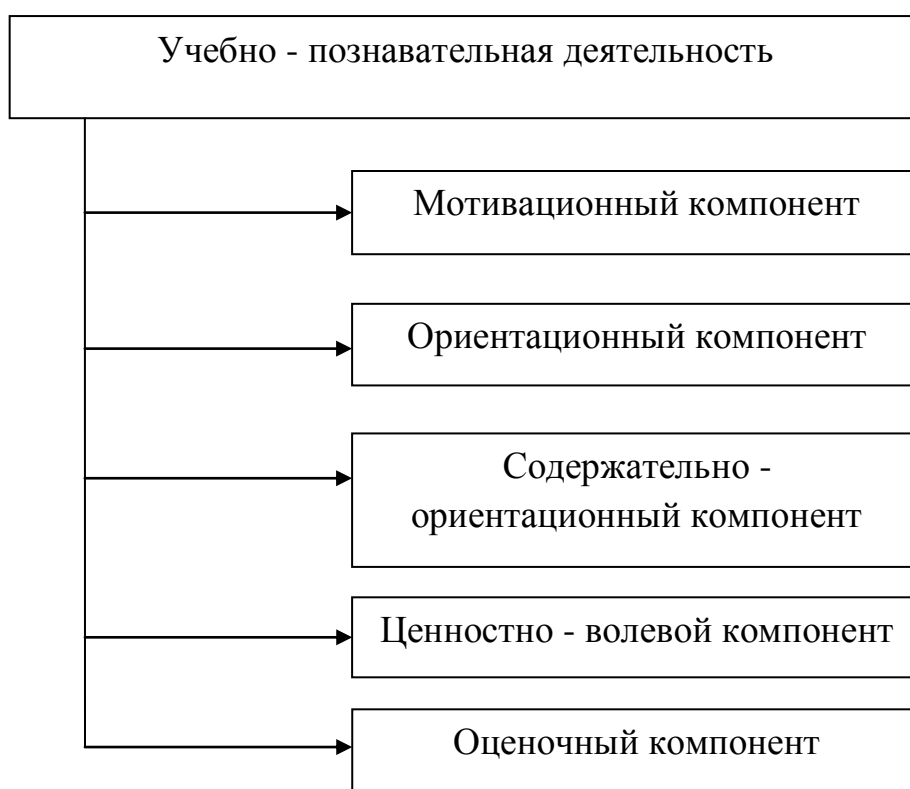 Учебно - познавательная деятельность
Мотивационный компонент
Ориентационный компонент
Содержательно -
ориентационный компонент
Ценностно - волевой компонент
Оценочный компонент